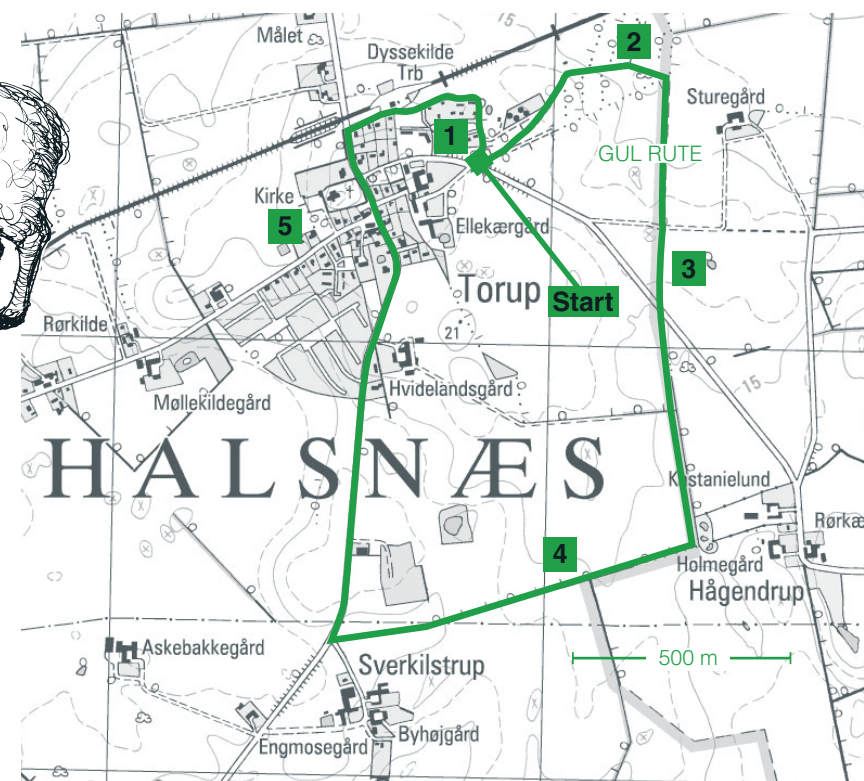 15
2
Målet
Dyssekilde
Trb
Sturegård
1
GUL RUTE
Kirke
5
Ellekærgård
3
Torup
Start
Rørkilde
21
Hvidelandsgård
15
Møllekildegård
HALSNÆS
Kastanielund
Rørkæ
4
Holmegård
Hågendrup
Askebakkegård
500 m
Sverkilstrup
Byhøjgård
Engmosegård